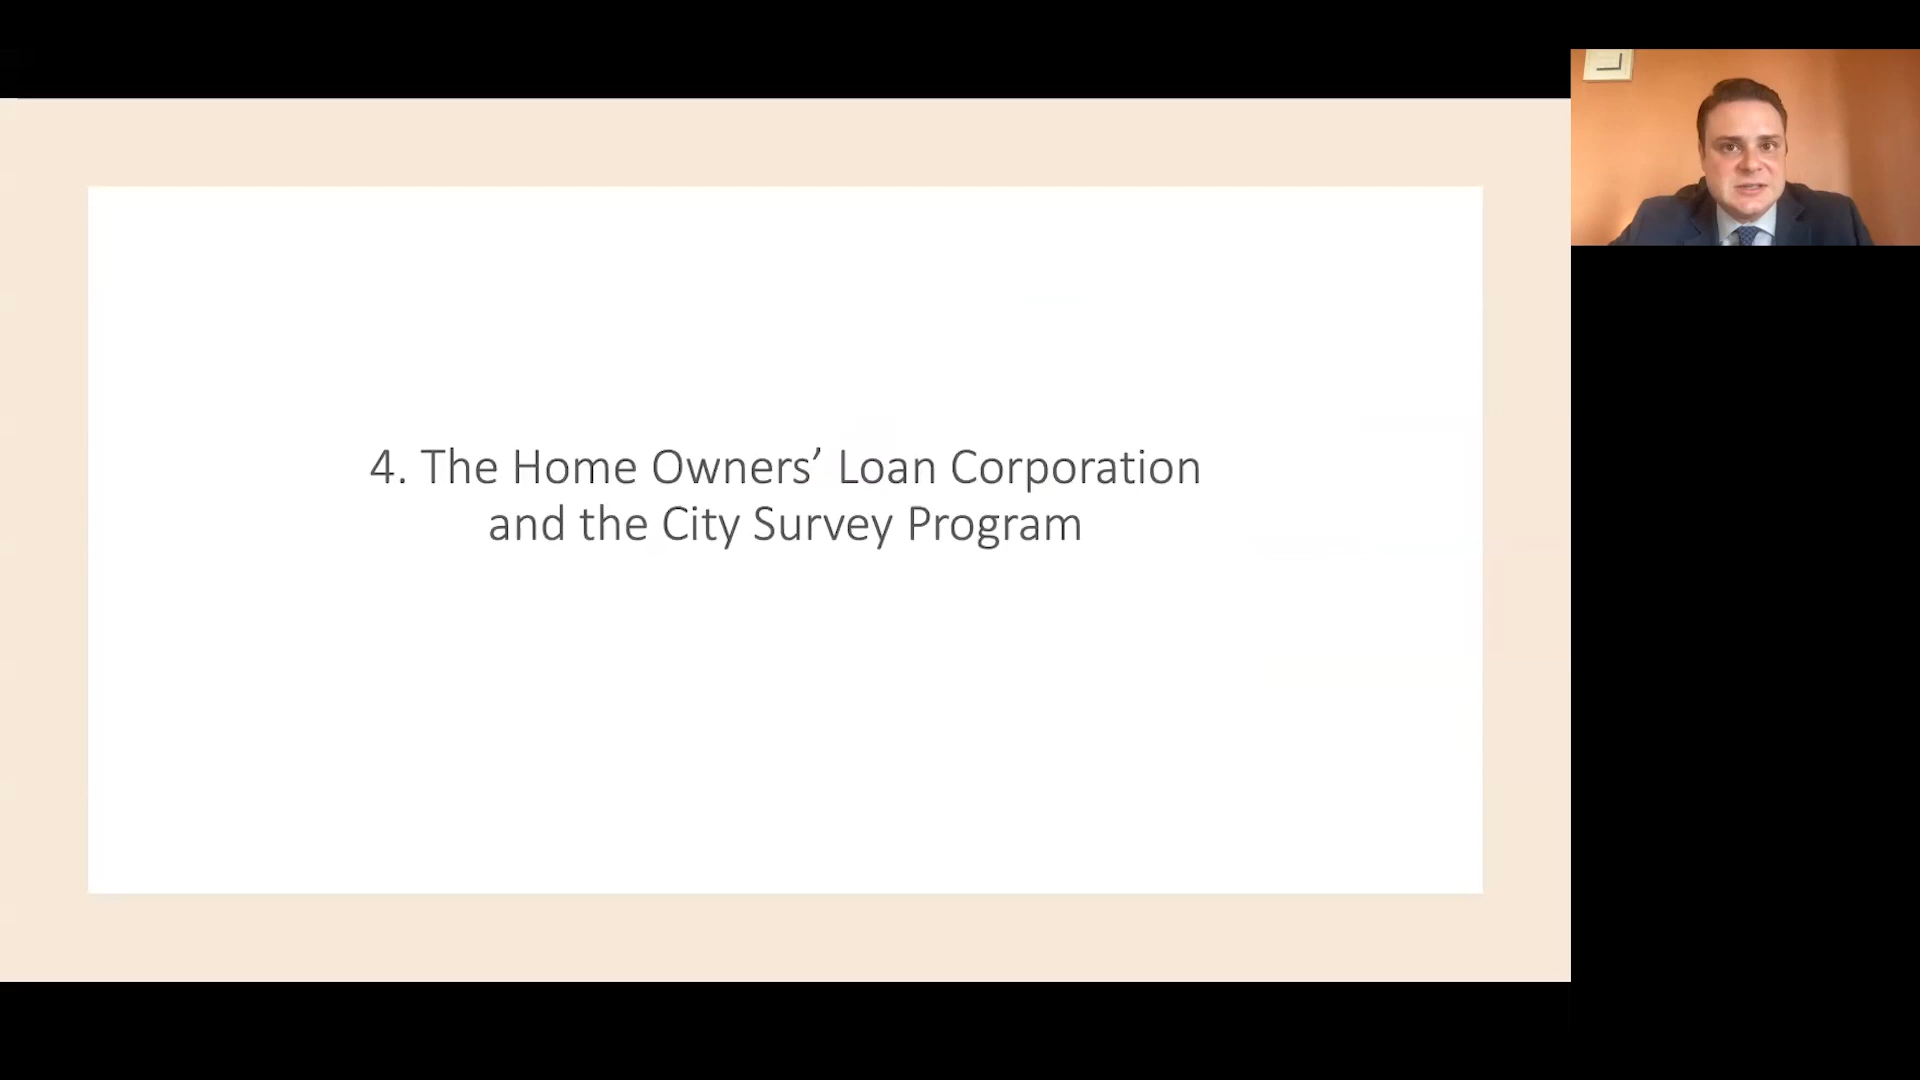 4. The Home Owners’ Loan Corporation
and the City Survey Program